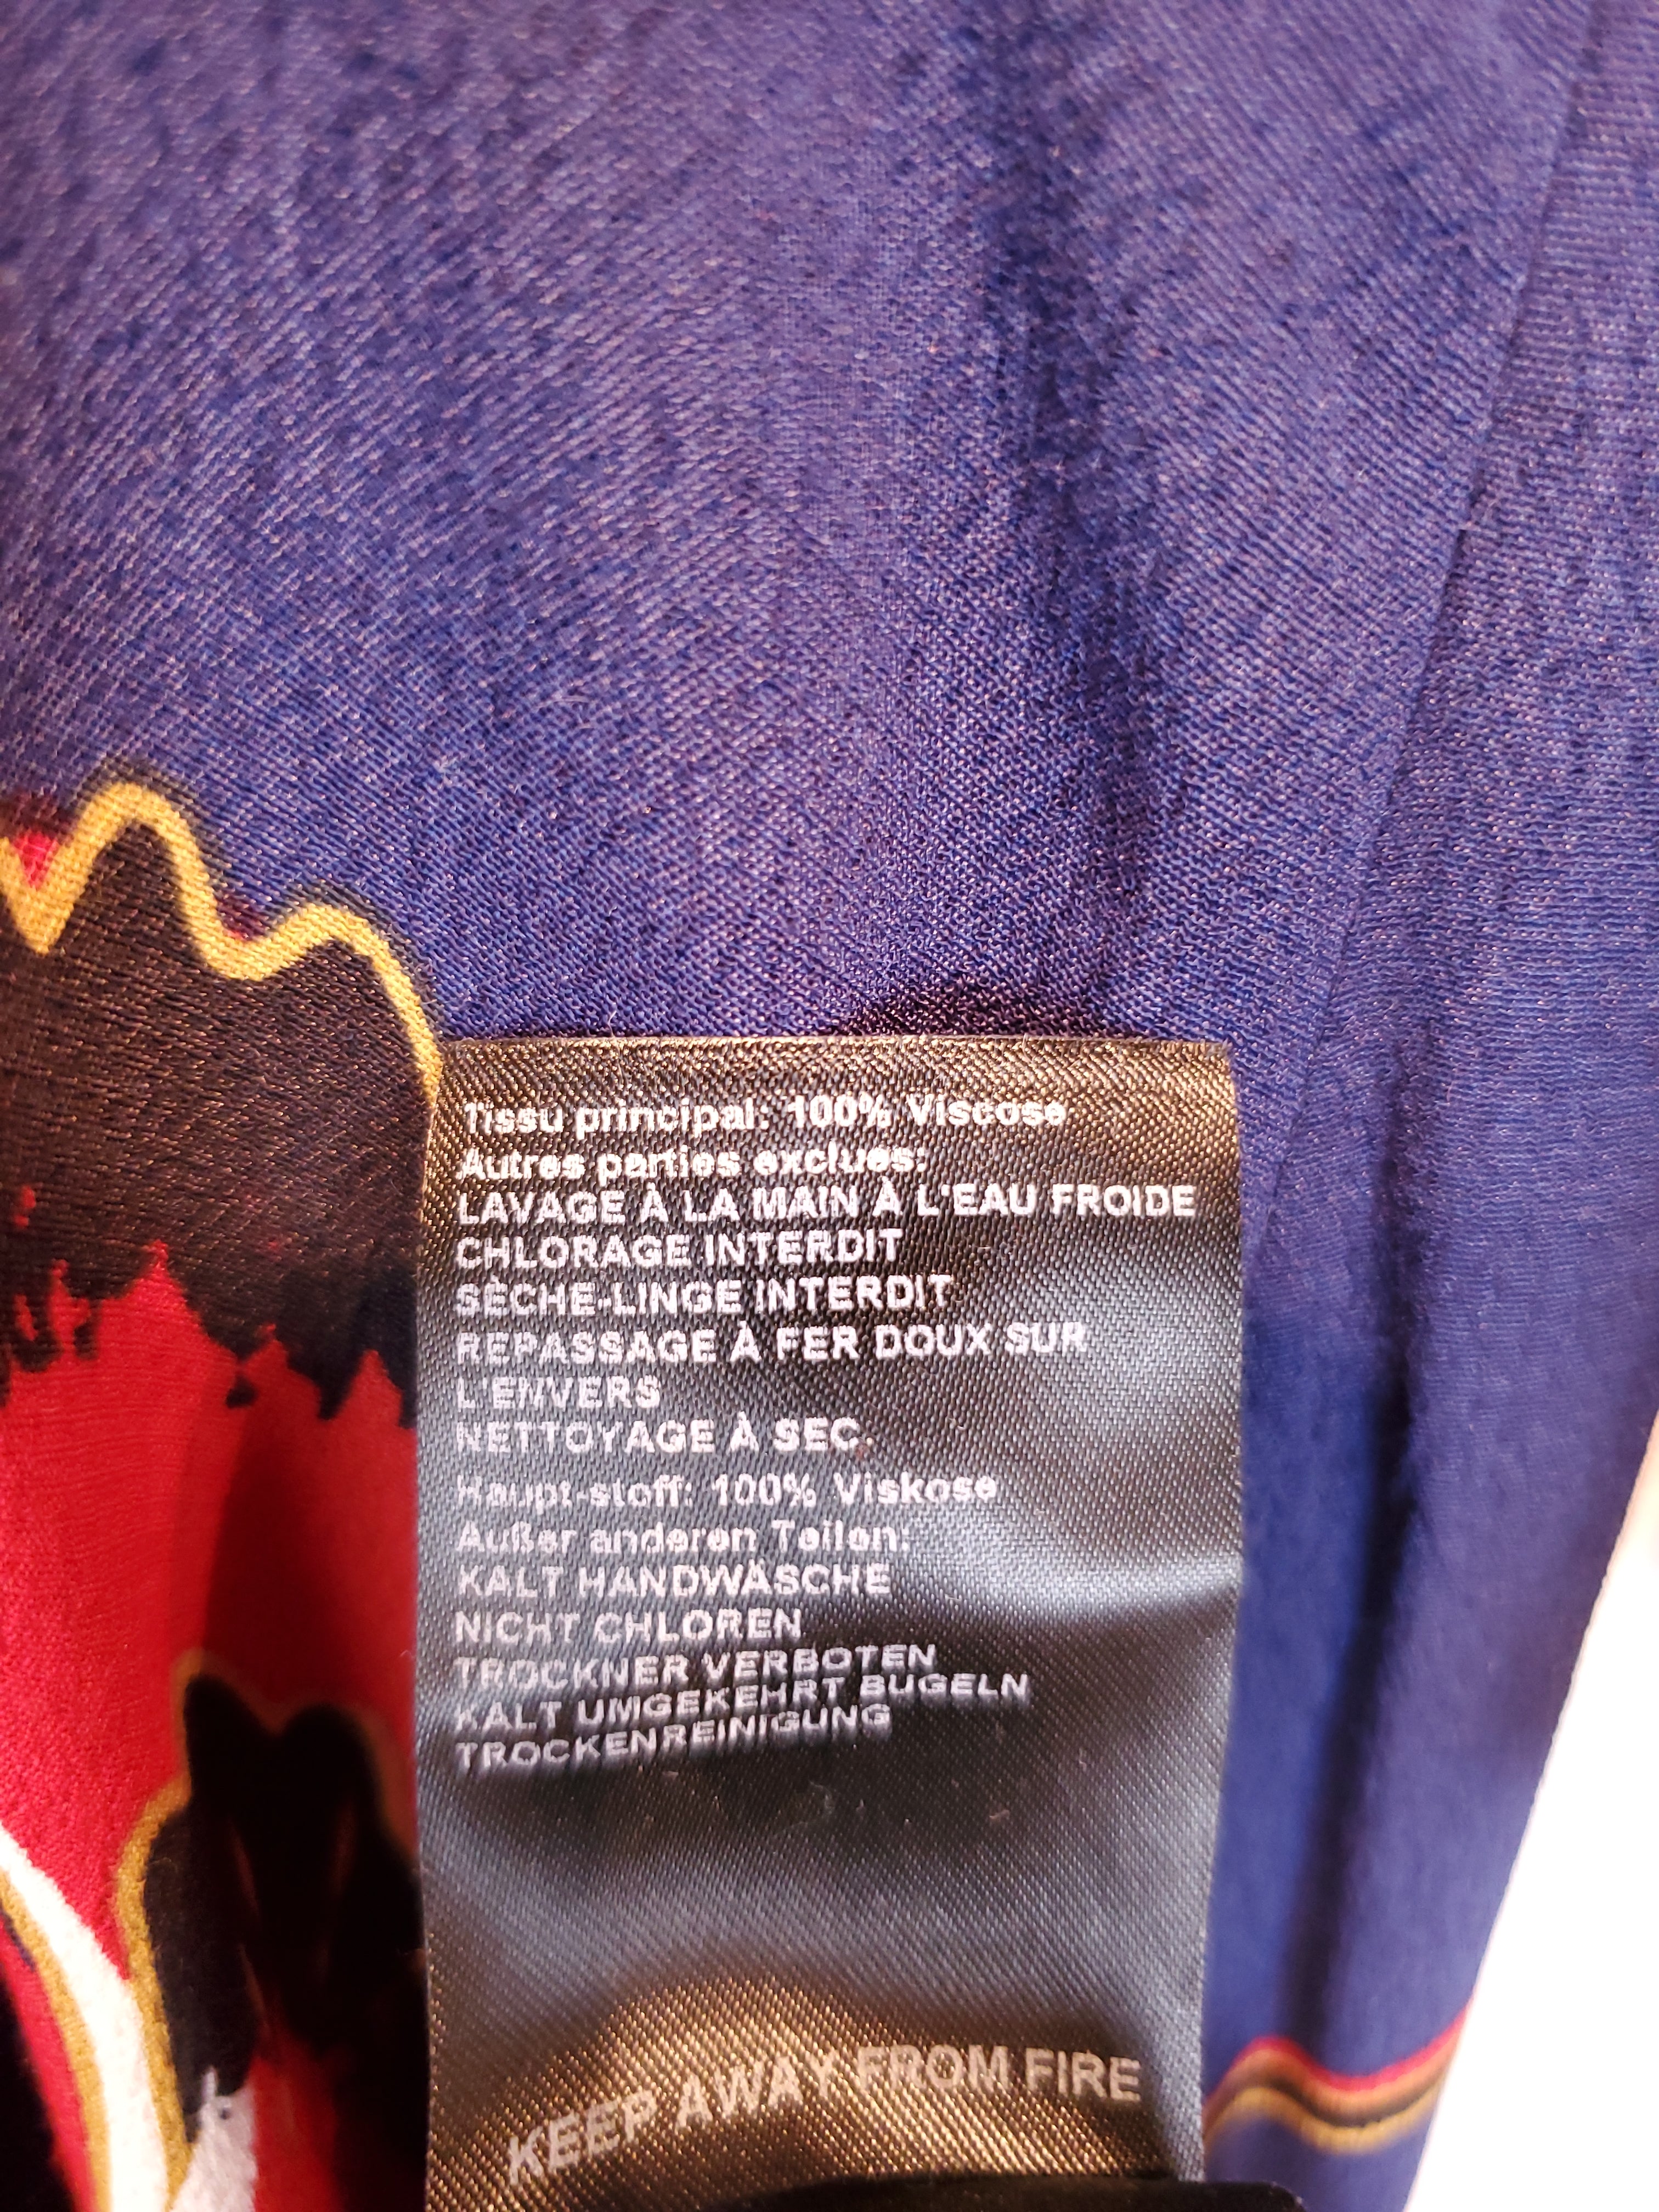 Tissu principal: 100% Viscose
Autres parties exclues:
LAVAGE À LA MAIN À L'EAU FROIDE
CHLORAGE INTERDIT
SÈCHE-LINGE INTERDIT
REPASSAGE À FER DOUX SUR
L'ENVERS
NETTOYAGE À SEC.
Haupt-stoff: 100% Viskose
Außer anderen Teilen:
KALT HANDWÄSCHE
NICHT CHLOREN
TROCKNER VERBOTEN
KALT UMGEKEHRT BÜGELN
TROCKENREINIGUNG
KEEP AWAY FROM FIRE